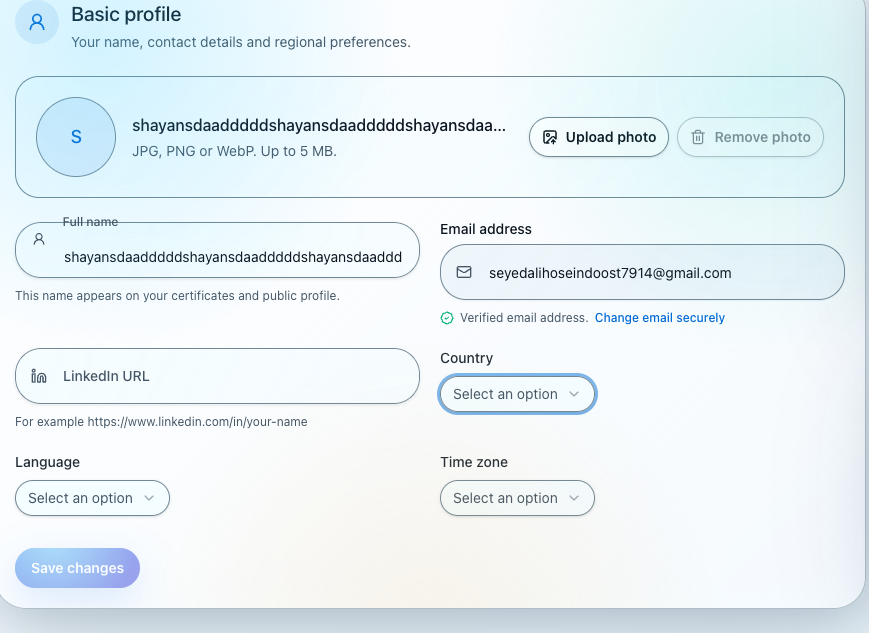 Basic profile
Your name, contact details and regional preferences.
S
shayansdaadddddshayansdaadddddshayansdaa...
JPG, PNG or WebP. Up to 5 MB.
Upload photo
Remove photo
Full name
shayansdaadddddshayansdaadddddshayansdaaddd
This name appears on your certificates and public profile.
Email address
seyedalihoseindoost7914@gmail.com
Verified email address. Change email securely
LinkedIn URL
For example https://www.linkedin.com/in/your-name
Country
Select an option
Language
Select an option
Time zone
Select an option
Save changes